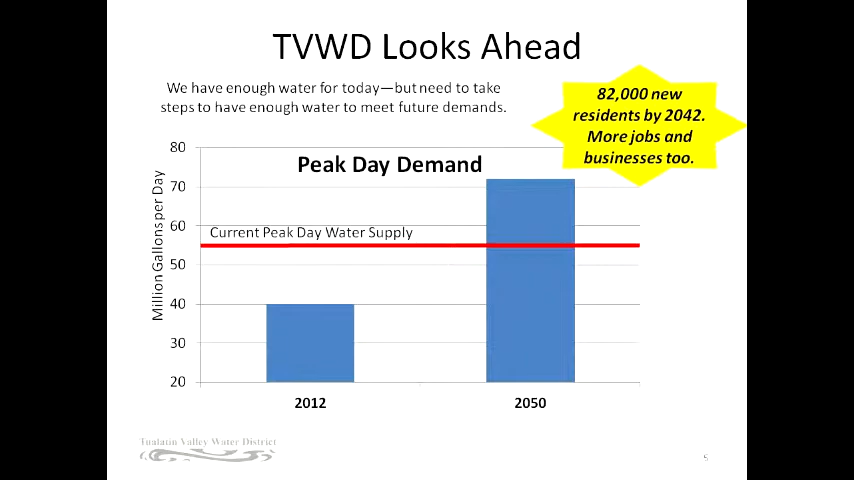 TVWD Looks Ahead
We have enough water for today—but need to take
steps to have enough water to meet future demands.
82,000 new
residents by 2042.
More jobs and
businesses too.
Peak Day Demand
Million Gallons per Day
80
70
60
50
40
30
20
Current Peak Day Water Supply
2012
2050
Tualatin Valley Water District
5